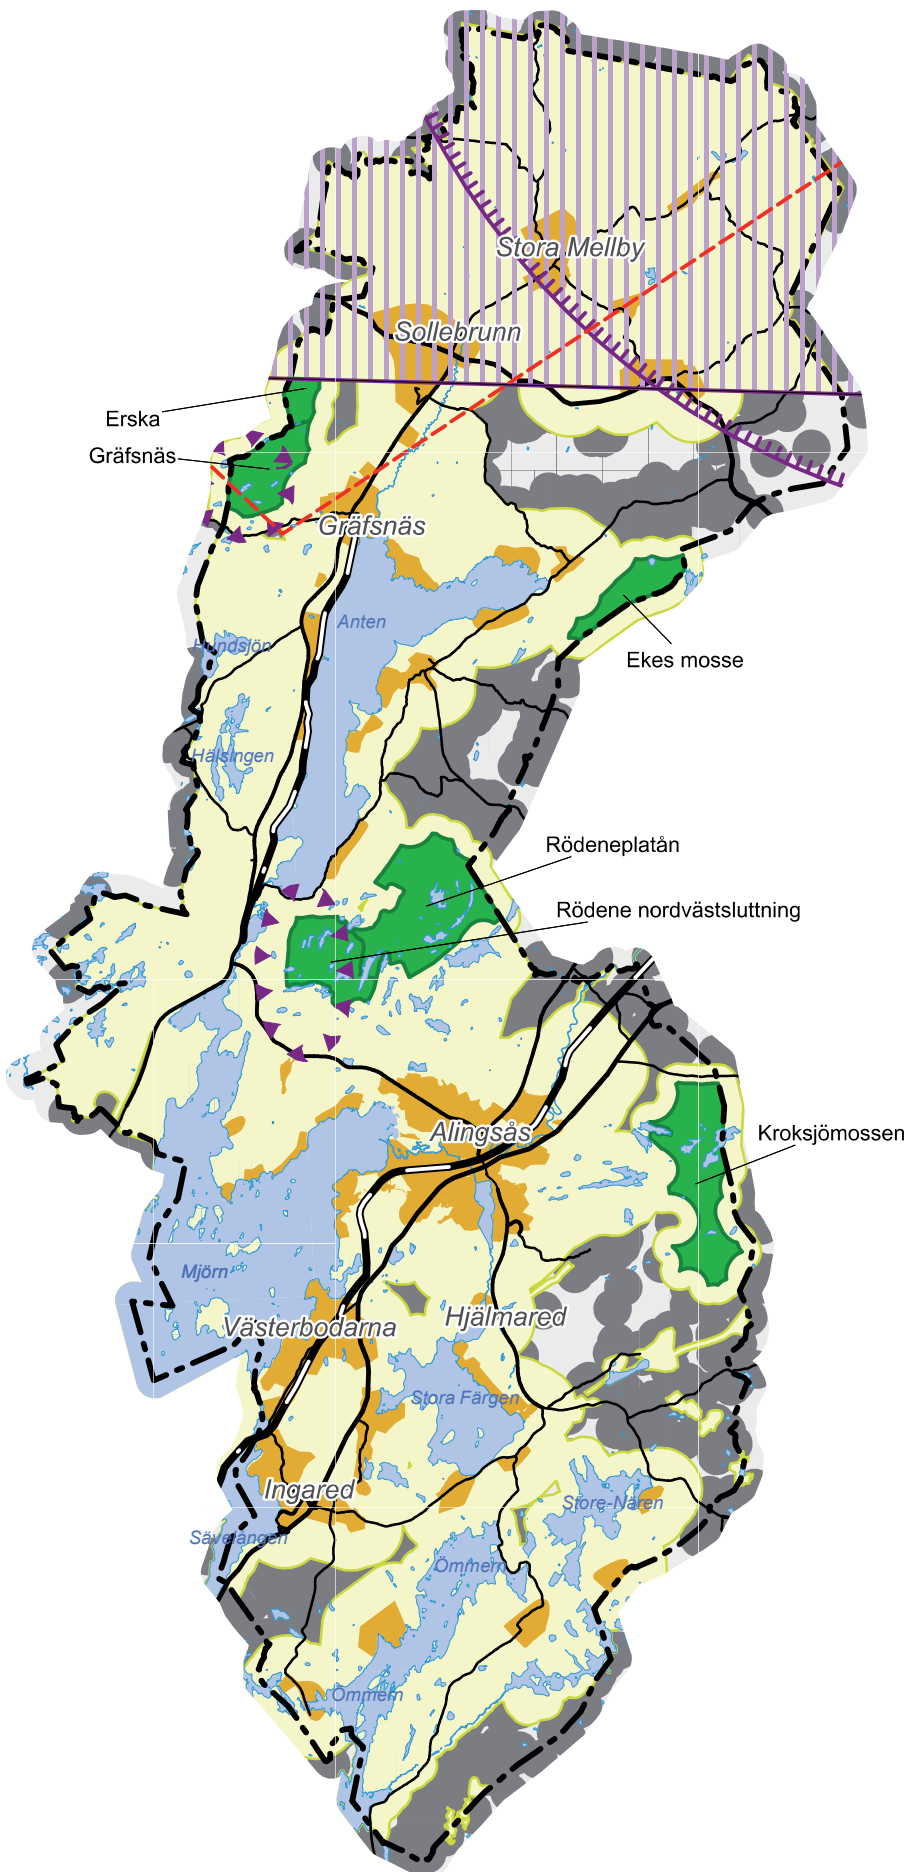 Stora Mellby
Sollebrunn
Erska
Gräfsnäs
Gräfsnäs
Anten
Hundsjön
Ekes mosse
Hälsingen
Rödeneplatån
Rödene nordvästsluttning
Alingsås
Kroksjömossen
Mjörn
Västerbodarna
Hjälmared
Stora Färgen
Ingared
Store-Nären
Sävelången
Ömmern
Ömmern